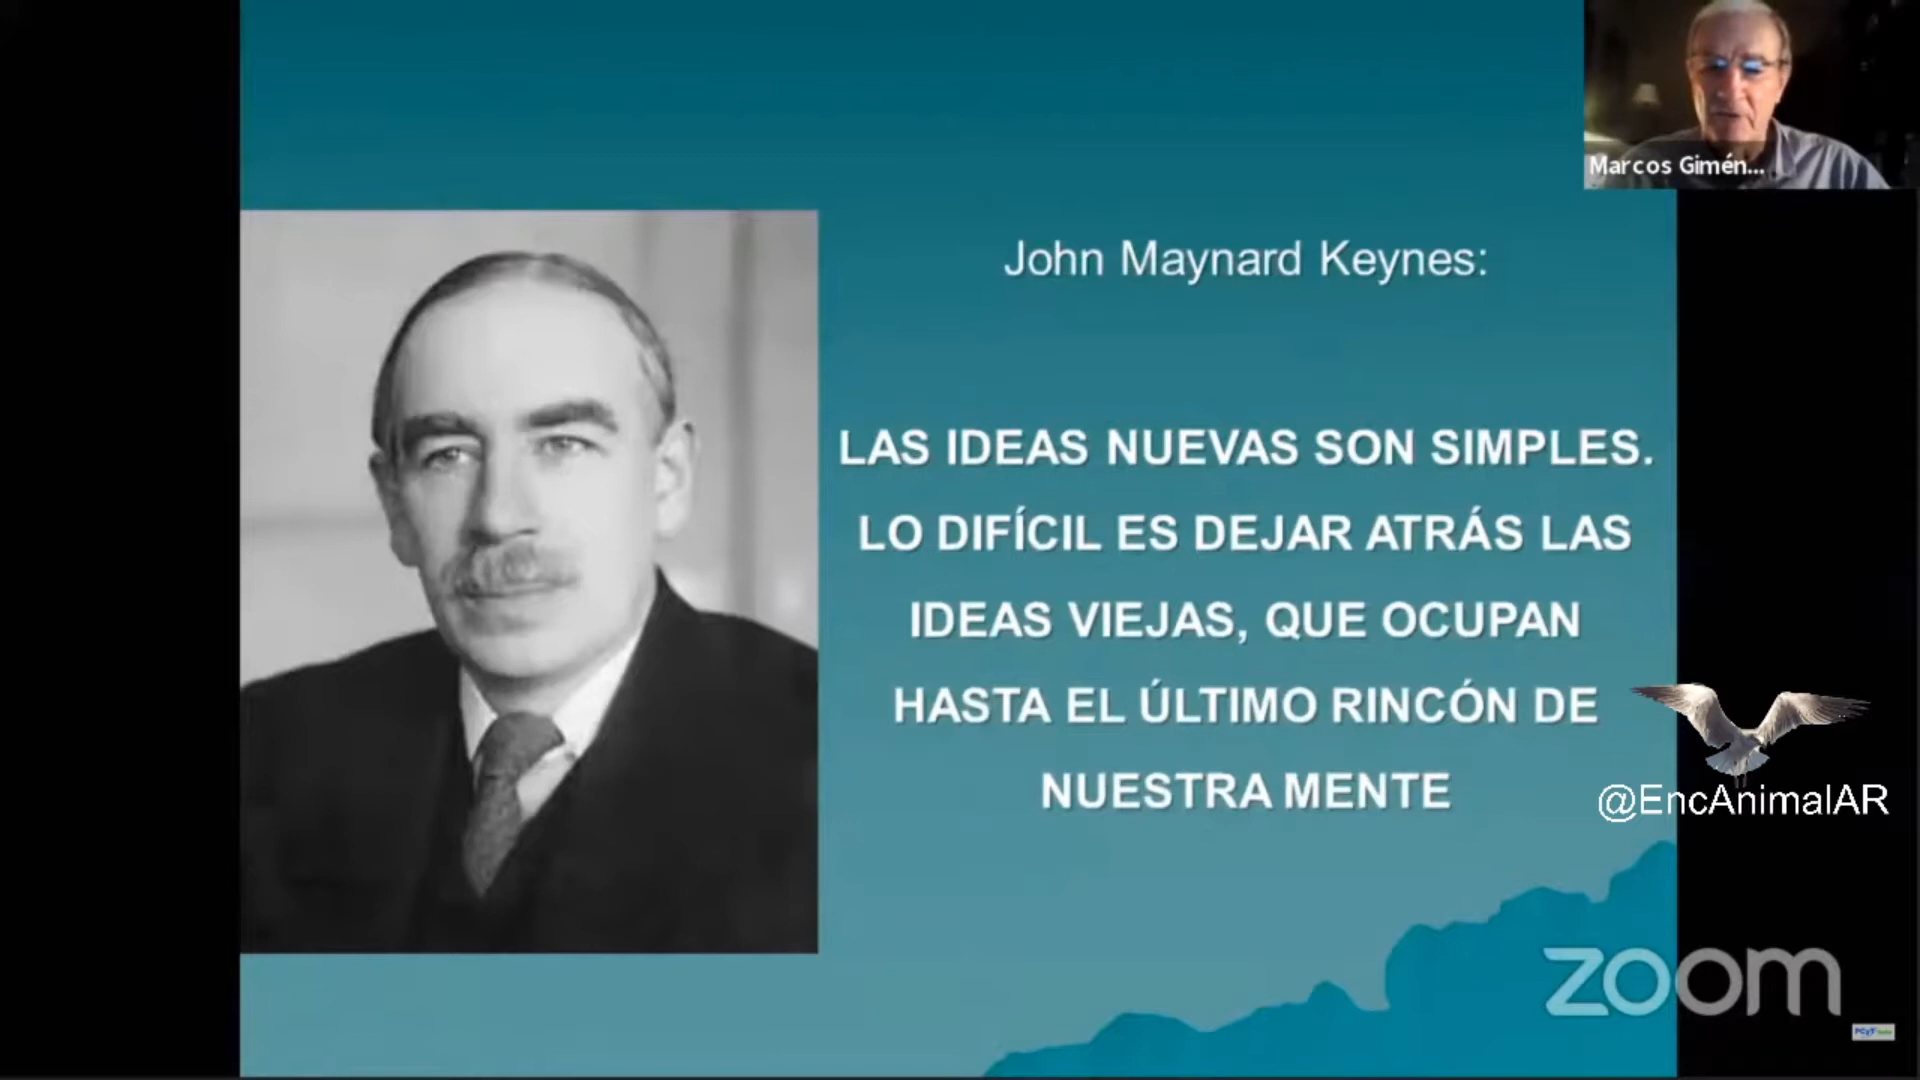 Marcos Gimén...
John Maynard Keynes:
LAS IDEAS NUEVAS SON SIMPLES.
LO DIFÍCIL ES DEJAR ATRÁS LAS
IDEAS VIEJAS, QUE OCUPAN
HASTA EL ÚLTIMO RINCÓN DE
NUESTRA MENTE
@EncAnimalAR
zoom